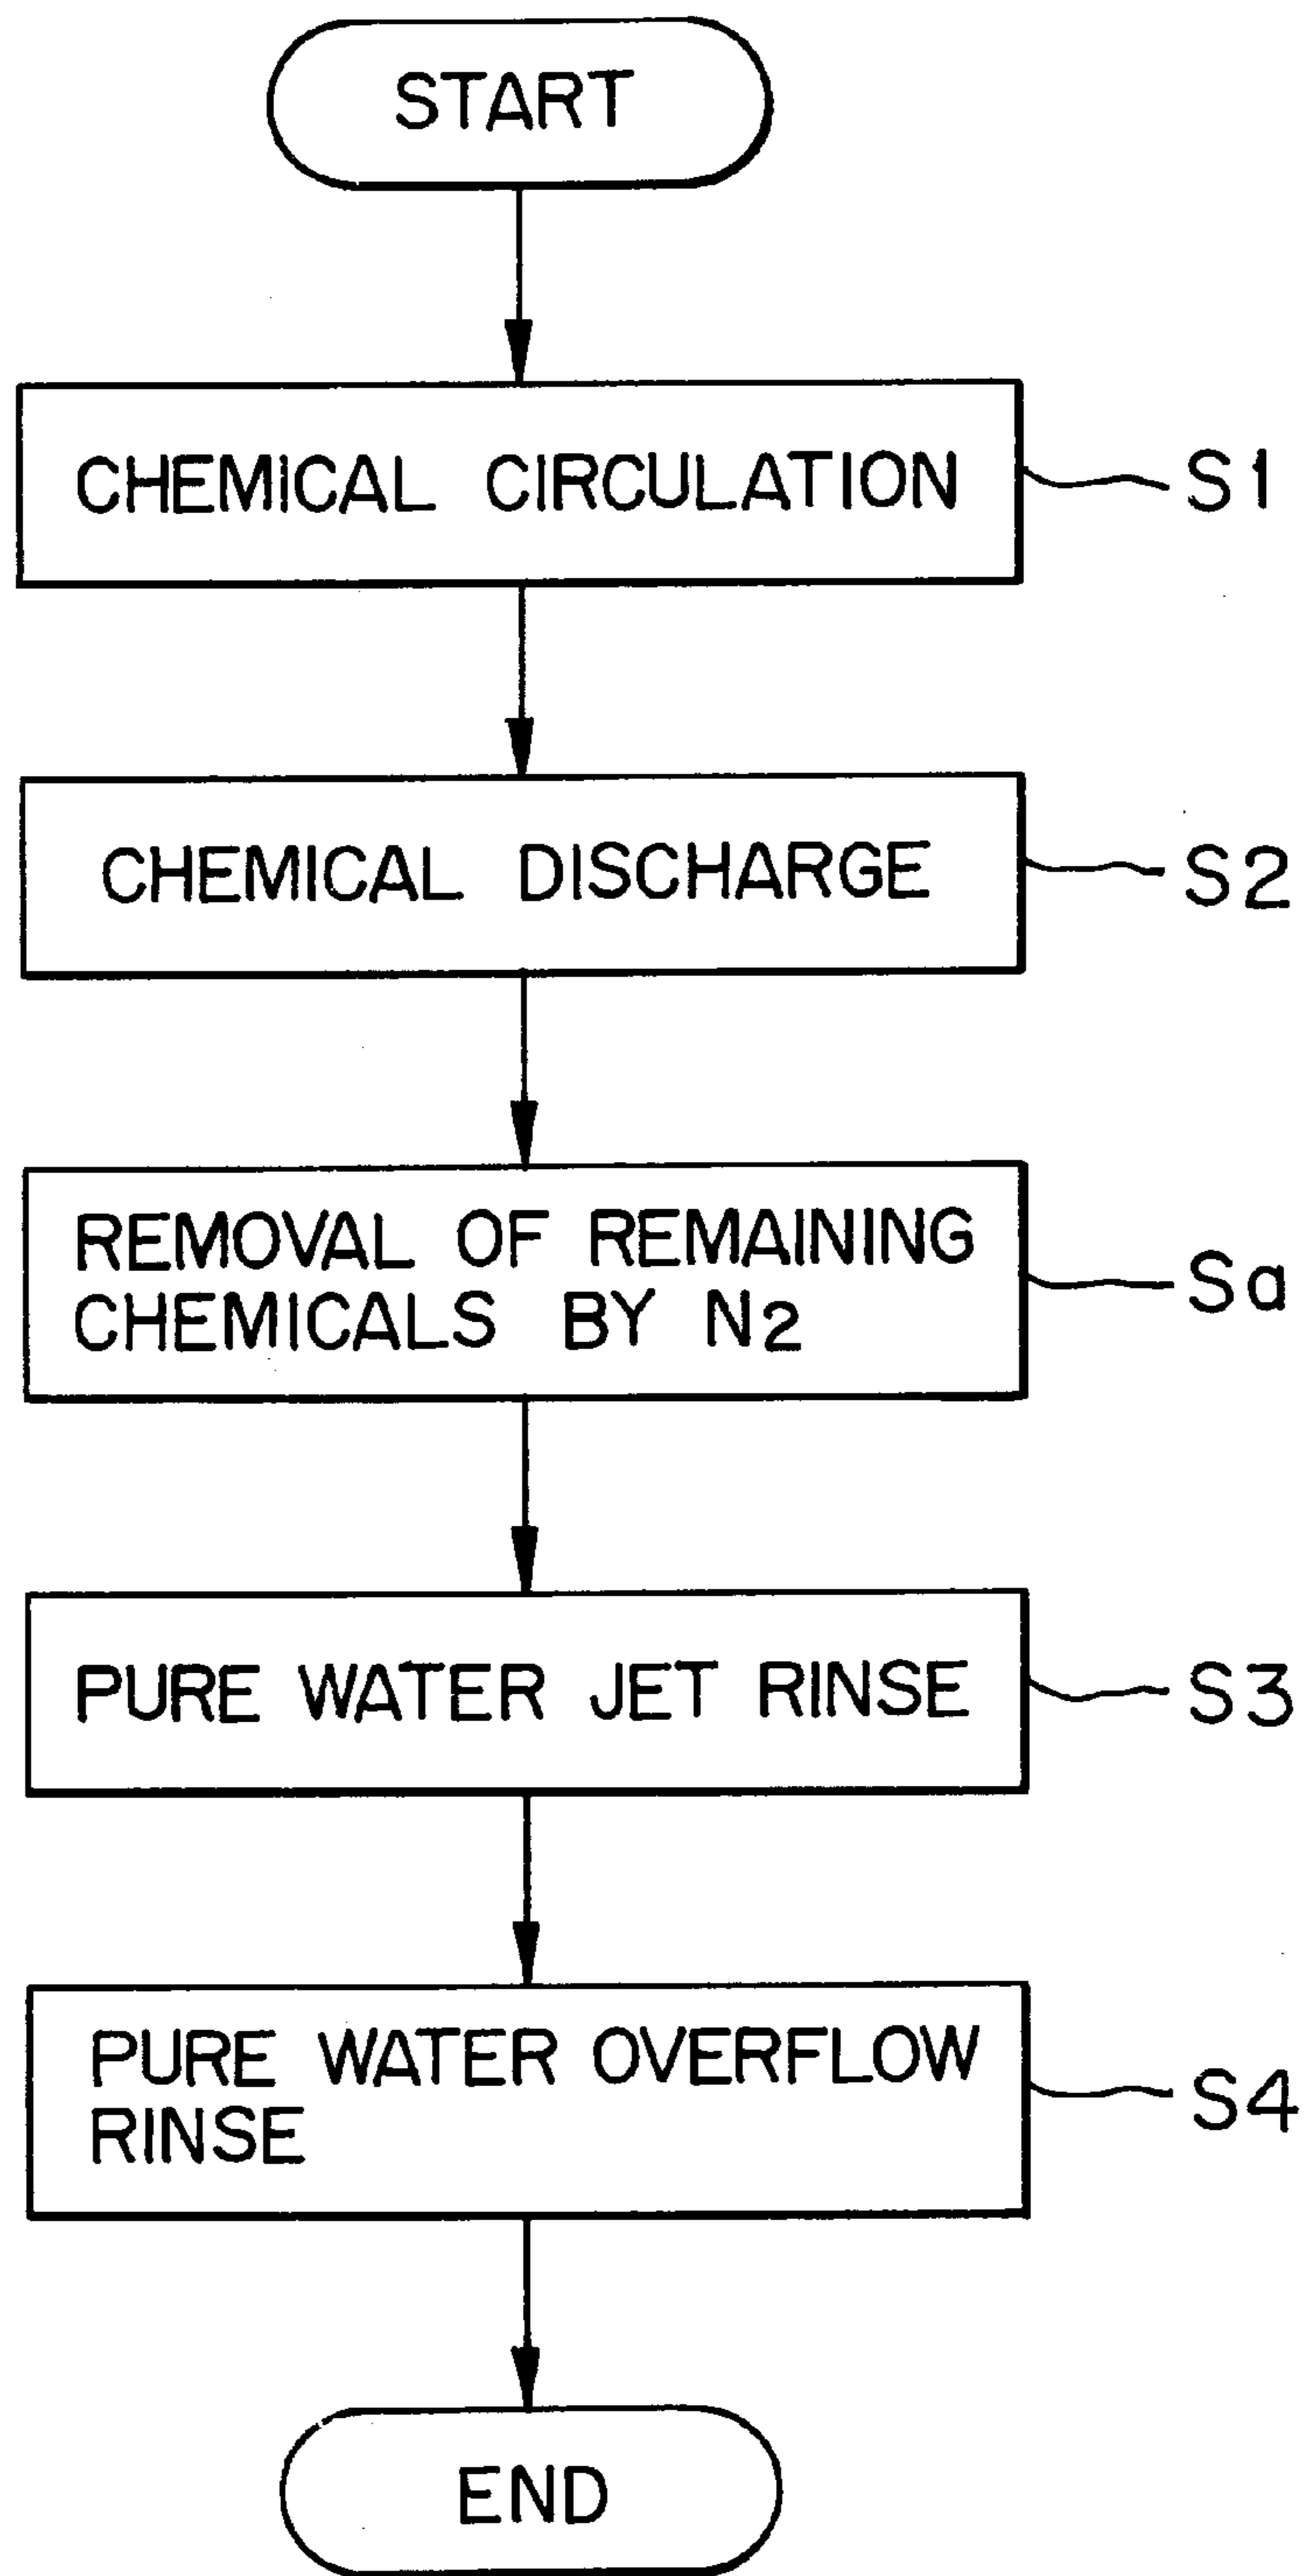 START
CHEMICAL CIRCULATION
S1
CHEMICAL DISCHARGE
S2
REMOVAL OF REMAINING
CHEMICALS BY N2
Sa
PURE WATER JET RINSE
S3
PURE WATER OVERFLOW
RINSE
S4
END